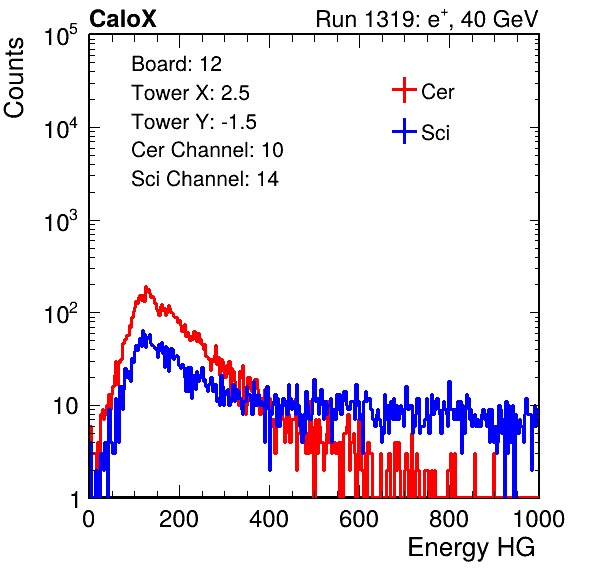 CaloX Run 1319: e⁺, 40 GeV
Counts
10⁵
10⁴
10³
10²
10
1
Board: 12
Tower X: 2.5
Tower Y: -1.5
Cer Channel: 10
Sci Channel: 14
Cer
Sci
0 200 400 600 800 1000
Energy HG